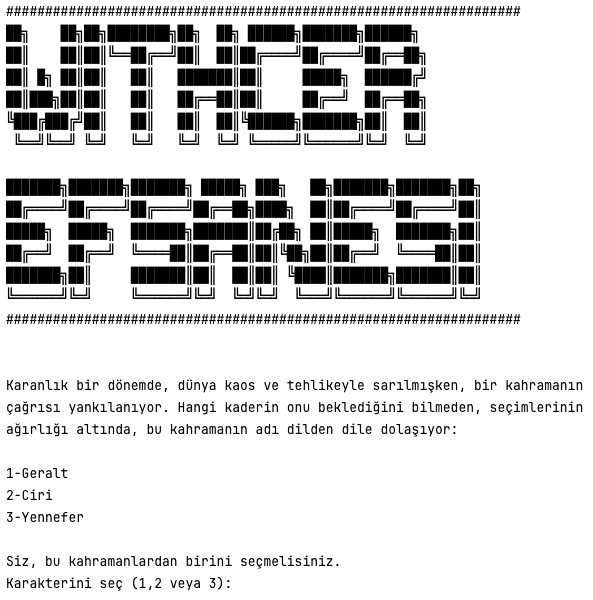 ##################################################################
WITHCER
EFSANESI
##################################################################
Karanlık bir dönemde, dünya kaos ve tehlikeyle sarılmışken, bir kahramanın
çağrısı yankılanıyor. Hangi kaderin onu beklediğini bilmeden, seçimlerinin
ağırlığı altında, bu kahramanın adı dilden dile dolaşıyor:
1-Geralt
2-Ciri
3-Yennefer
Siz, bu kahramanlardan birini seçmelisiniz.
Karakterini seç (1,2 veya 3):